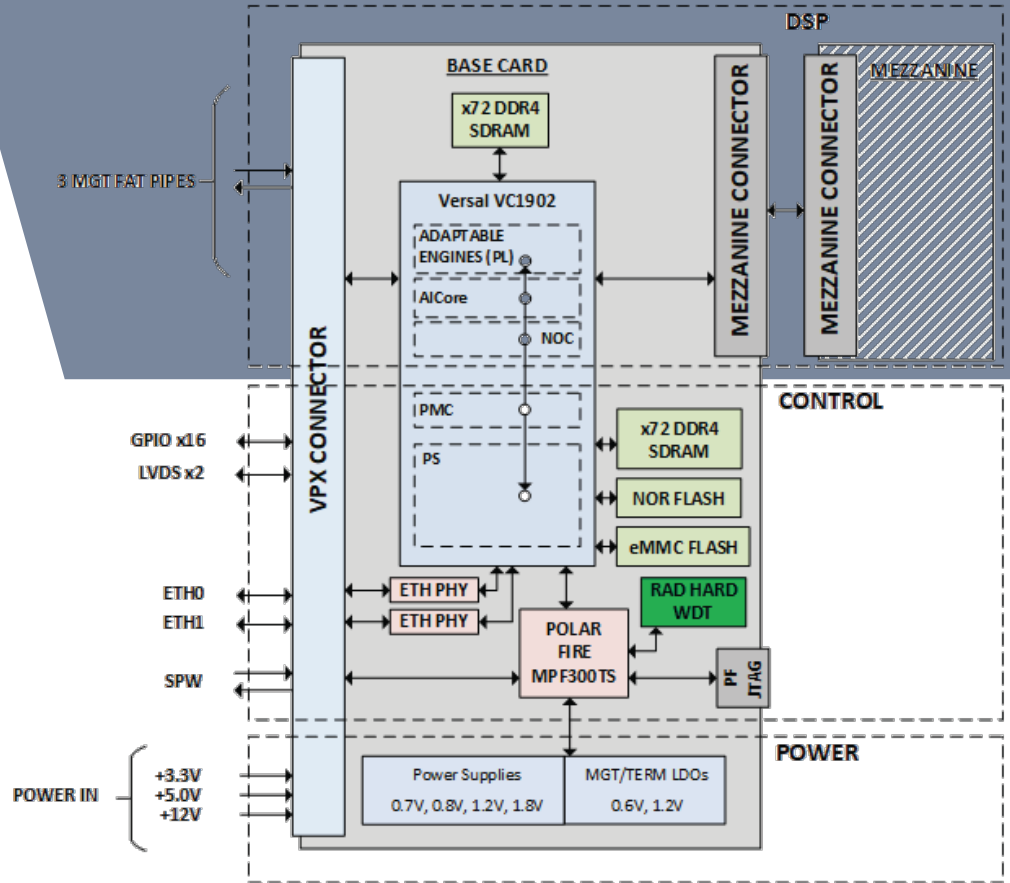 DSP
BASE CARD
MEZZANINE
x72 DDR4
SDRAM
MEZZANINE CONNECTOR
MEZZANINE CONNECTOR
3 MGT FAT PIPES
Versal VC1902
ADAPTABLE
ENGINES (PL)
AICore
NOC
VPX CONNECTOR
CONTROL
PMC
GPIO x16
x72 DDR4
SDRAM
LVDS x2
PS
NOR FLASH
eMMC FLASH
ETH0
ETH PHY
RAD HARD
WDT
ETH1
ETH PHY
POLAR
FIRE
MPF300TS
SPW
PF
JTAG
POWER
POWER IN
+3.3V
+5.0V
+12V
Power Supplies
0.7V, 0.8V, 1.2V, 1.8V
MGT/TERM LDOs
0.6V, 1.2V